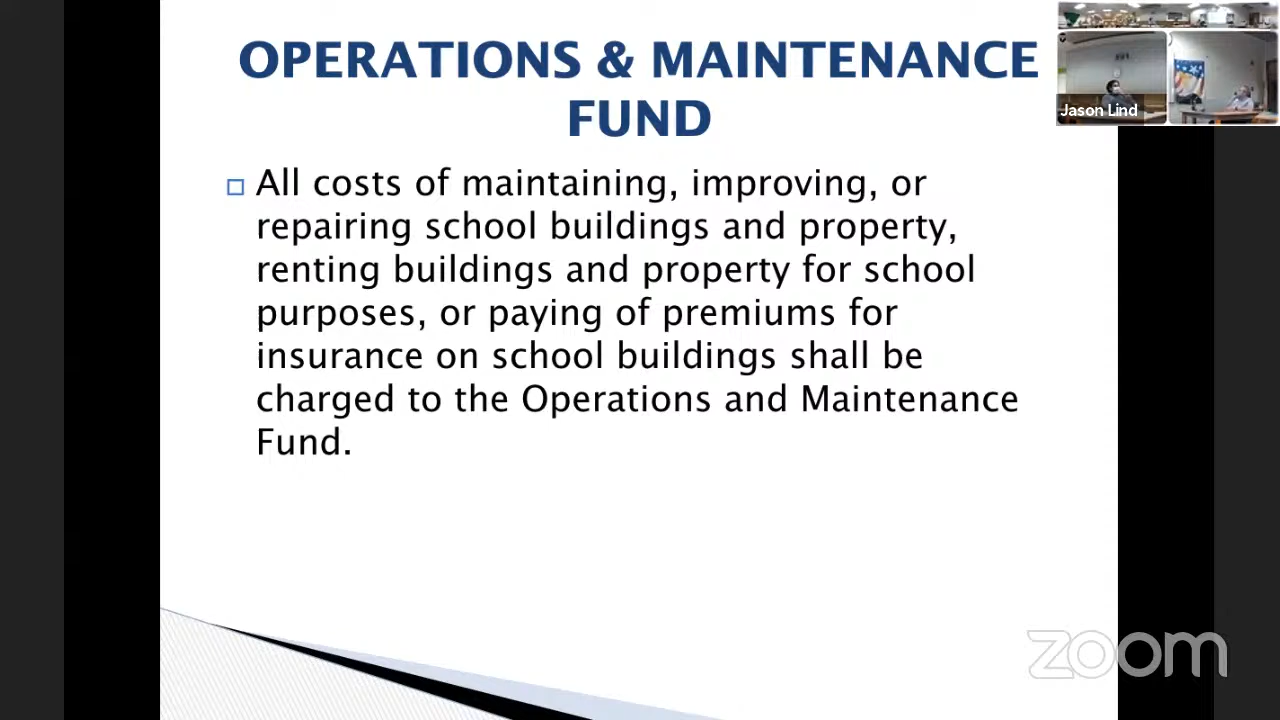 OPERATIONS & MAINTENANCE
FUND
Jason Lind
All costs of maintaining, improving, or
repairing school buildings and property,
renting buildings and property for school
purposes, or paying of premiums for
insurance on school buildings shall be
charged to the Operations and Maintenance
Fund.
zoom